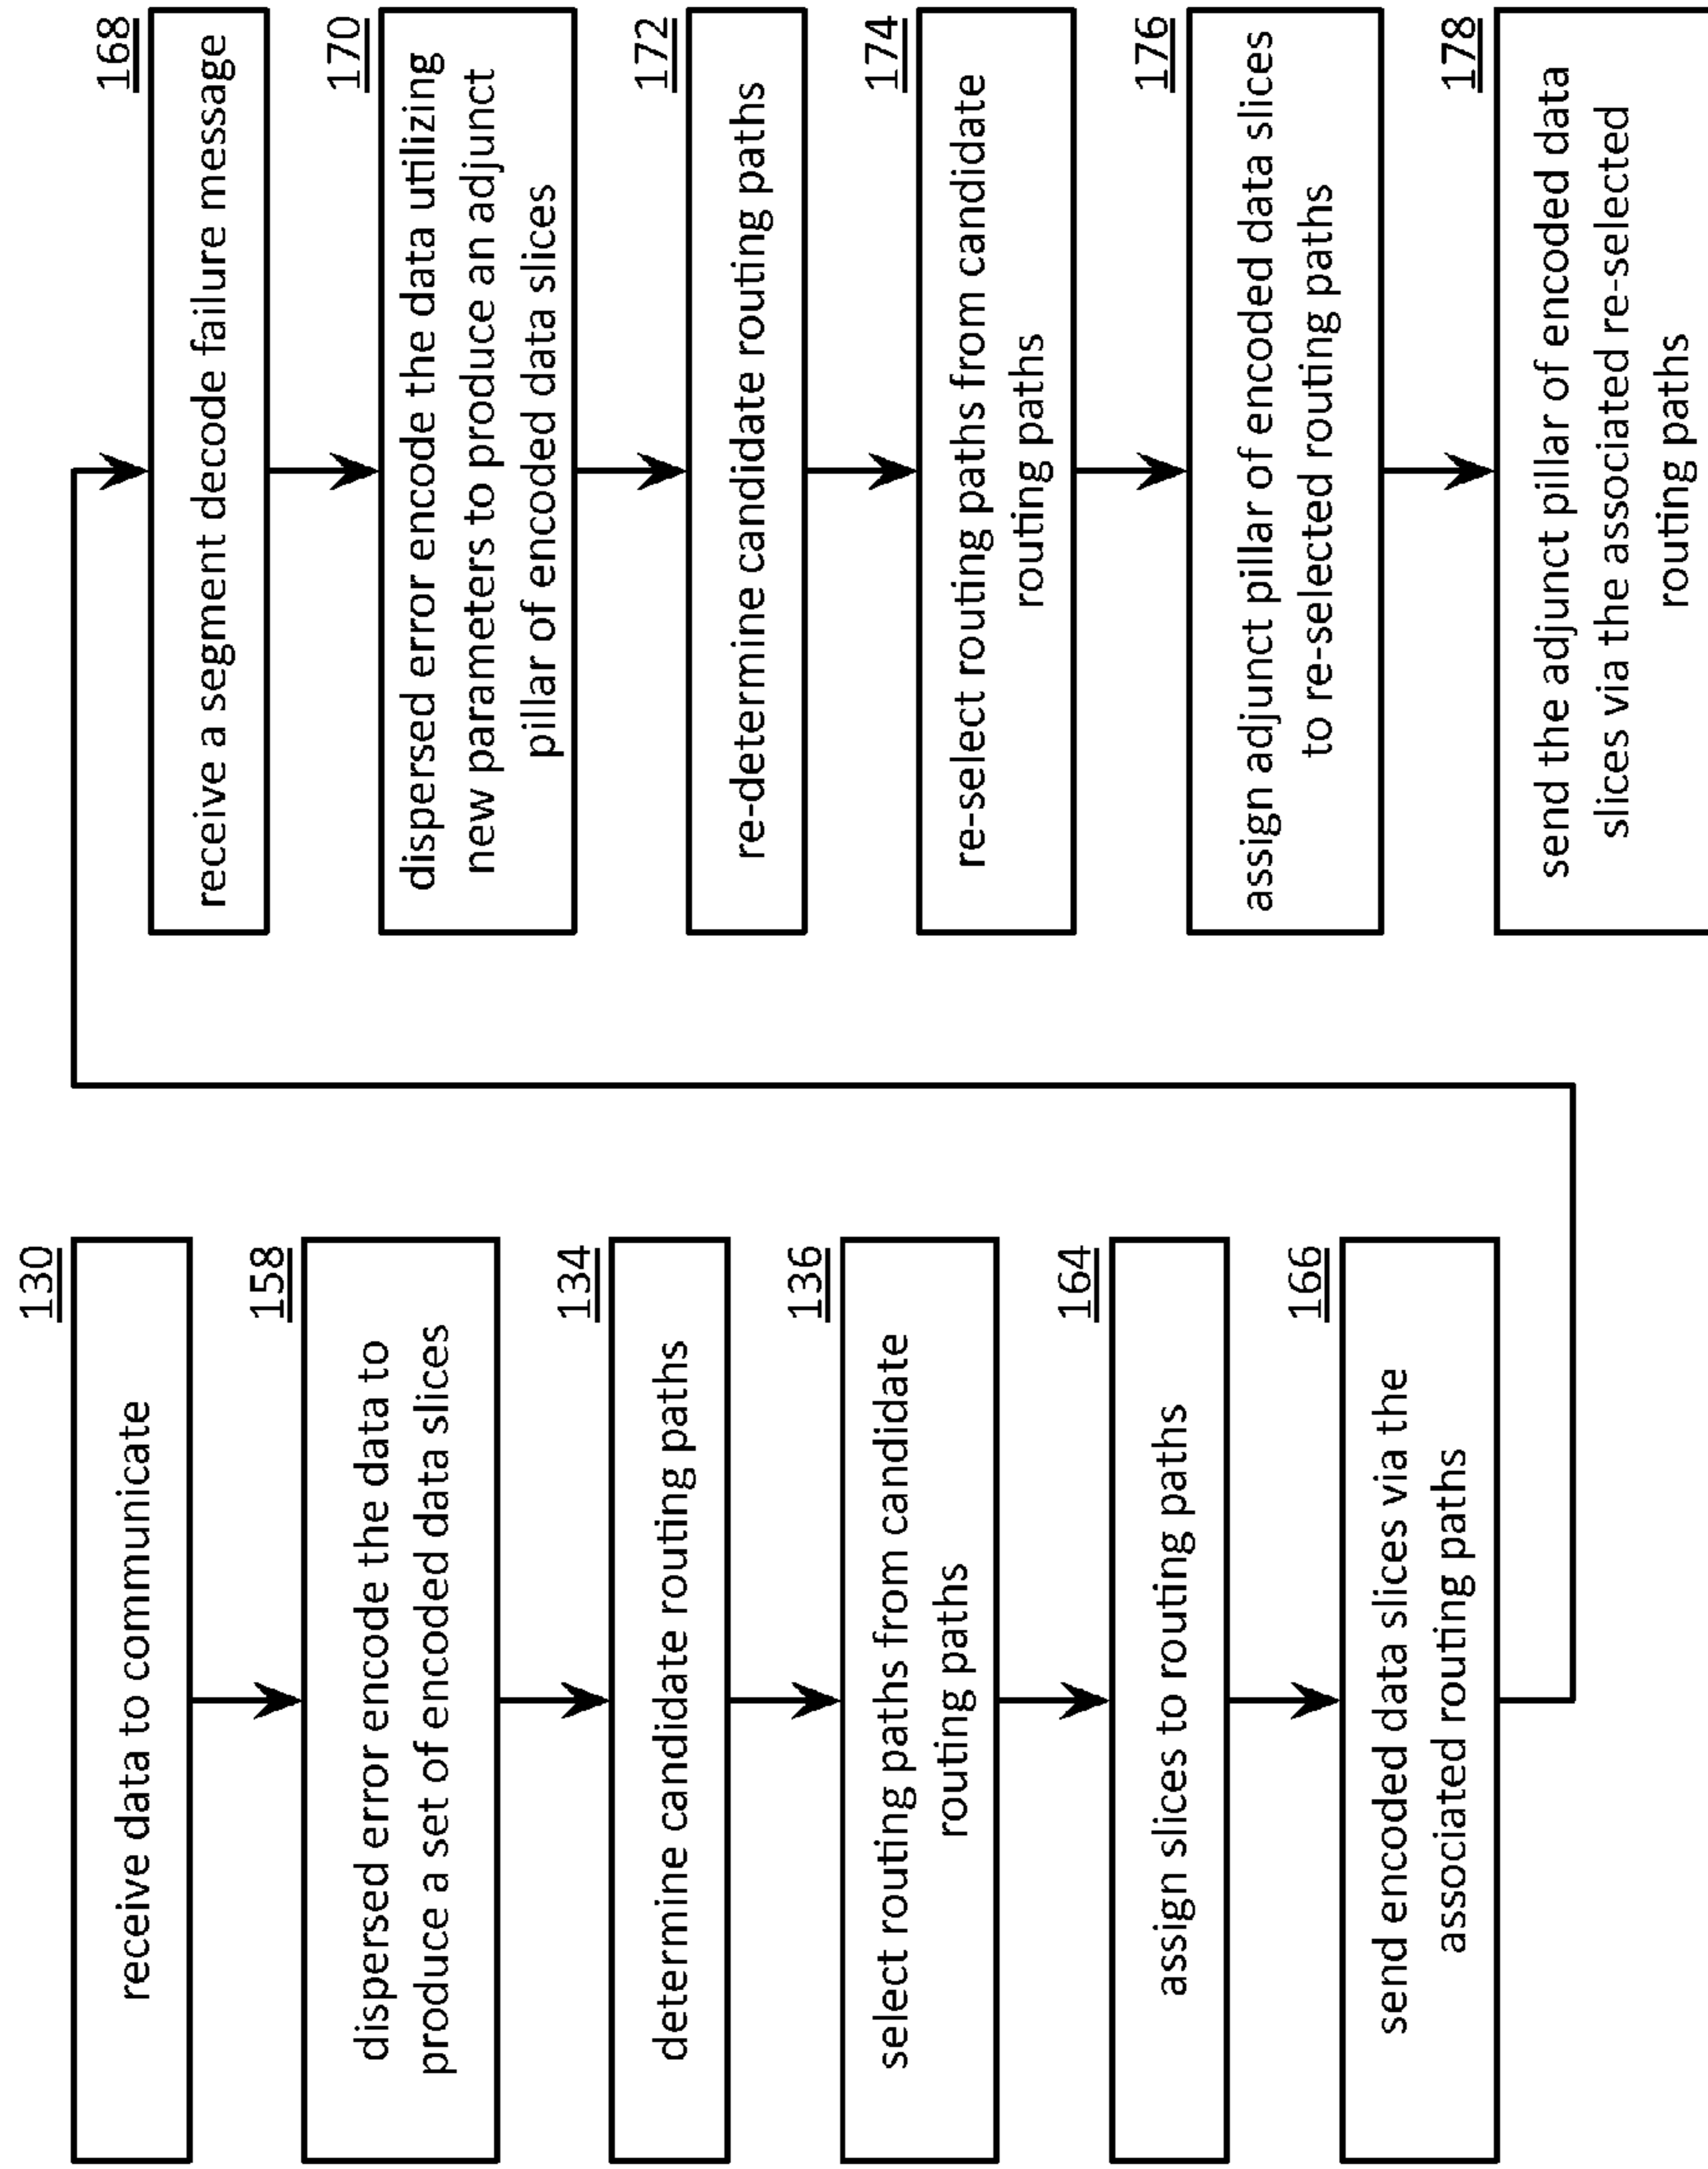 130
receive data to communicate
158
dispersed error encode the data to
produce a set of encoded data slices
134
determine candidate routing paths
136
select routing paths from candidate
routing paths
164
assign slices to routing paths
166
send encoded data slices via the
associated routing paths
168
receive a segment decode failure message
170
dispersed error encode the data utilizing
new parameters to produce an adjunct
pillar of encoded data slices
172
re-determine candidate routing paths
174
re-select routing paths from candidate
routing paths
176
assign adjunct pillar of encoded data slices
to re-selected routing paths
178
send the adjunct pillar of encoded data
slices via the associated re-selected
routing paths